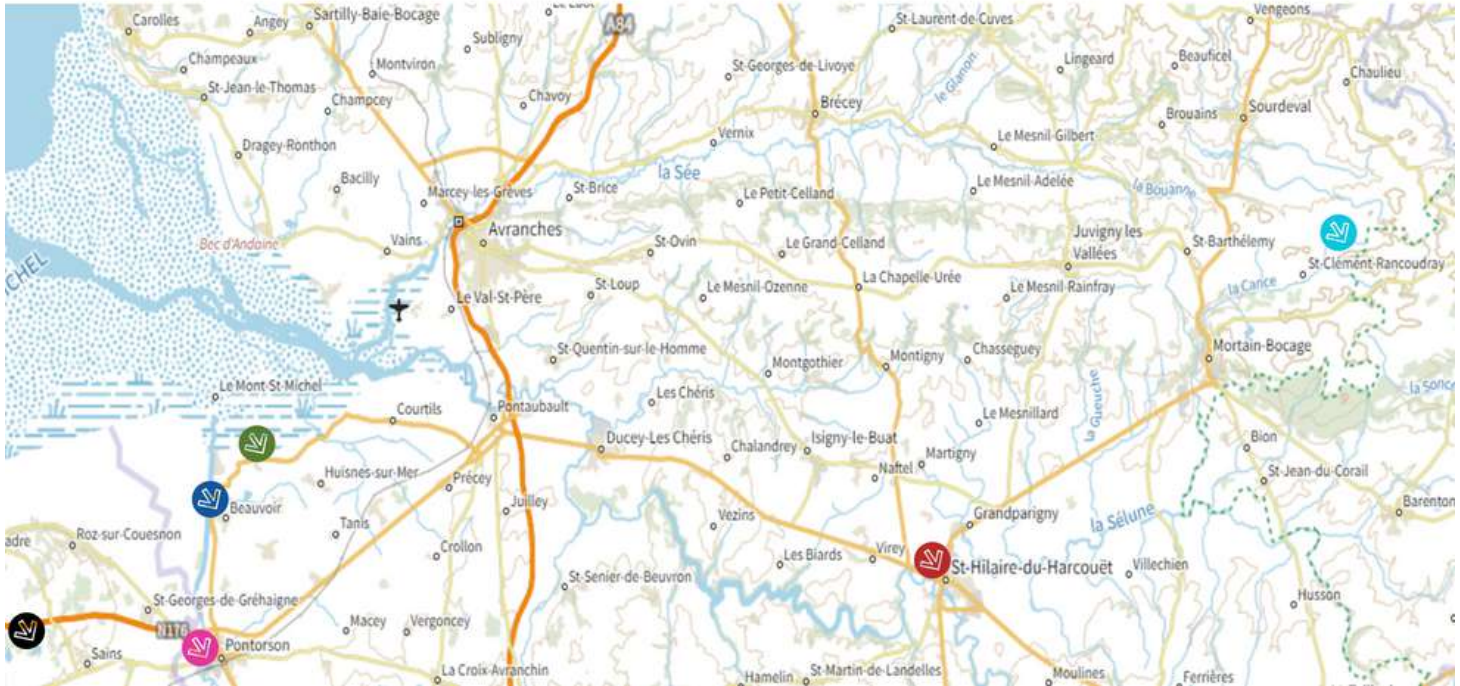 Carolles
Angey
Sartilly-Baie-Bocage
A84
St-Laurent-de-Cuves
Vengeons
Subligny
Champeaux
Montviron
St-Georges-de-Livoye
Lingeard
Beauficel
Chaulieu
St-Jean-le-Thomas
Champcey
Chavoy
le Glanon
Brécey
Sourdeval
Brouains
Vernix
Le Mesnil-Gilbert
Dragey-Ronthon
la Sée
Bacilly
Marcey-les-Grèves
St-Brice
Le Petit-Celland
Le Mesnil-Adelée
Avranches
Bec d'Andaine
Vains
St-Ovin
Le Grand-Celland
Juvigny les
Vallées
St-Barthélemy
St-Clément-Rancoudray
MICHEL
La Chapelle-Urée
la Cance
Le Val-St-Père
St-Loup
Le Mesnil-Ozenne
Le Mesnil-Rainfray
St-Quentin-sur-le-Homme
Montgothier
Montigny
Chasseguey
Mortain-Bocage
Le Mont-St-Michel
Les Chéris
Courtils
Pontaubault
Le Mesnillard
la Gueuche
Ducey-Les Chéris
Chalandrey
Isigny-le-Buat
Bion
Martigny
Naftel
Huisnes-sur-Mer
Précey
St-Jean-du-Corail
Beauvoir
Juilley
Barenton
Vezins
Grandparigny
la Sélune
Tanis
Roz-sur-Couesnon
Crollon
Les Biards
Virey
St-Hilaire-du-Harcouët
Villechien
St-Senier-de-Beuvron
St-Georges-de-Gréhaigne
Husson
N176
Macey
Vergoncey
Sains
Pontorson
La Croix-Avranchin
Hamelin
St-Martin-de-Landelles
Moulines
Ferrières